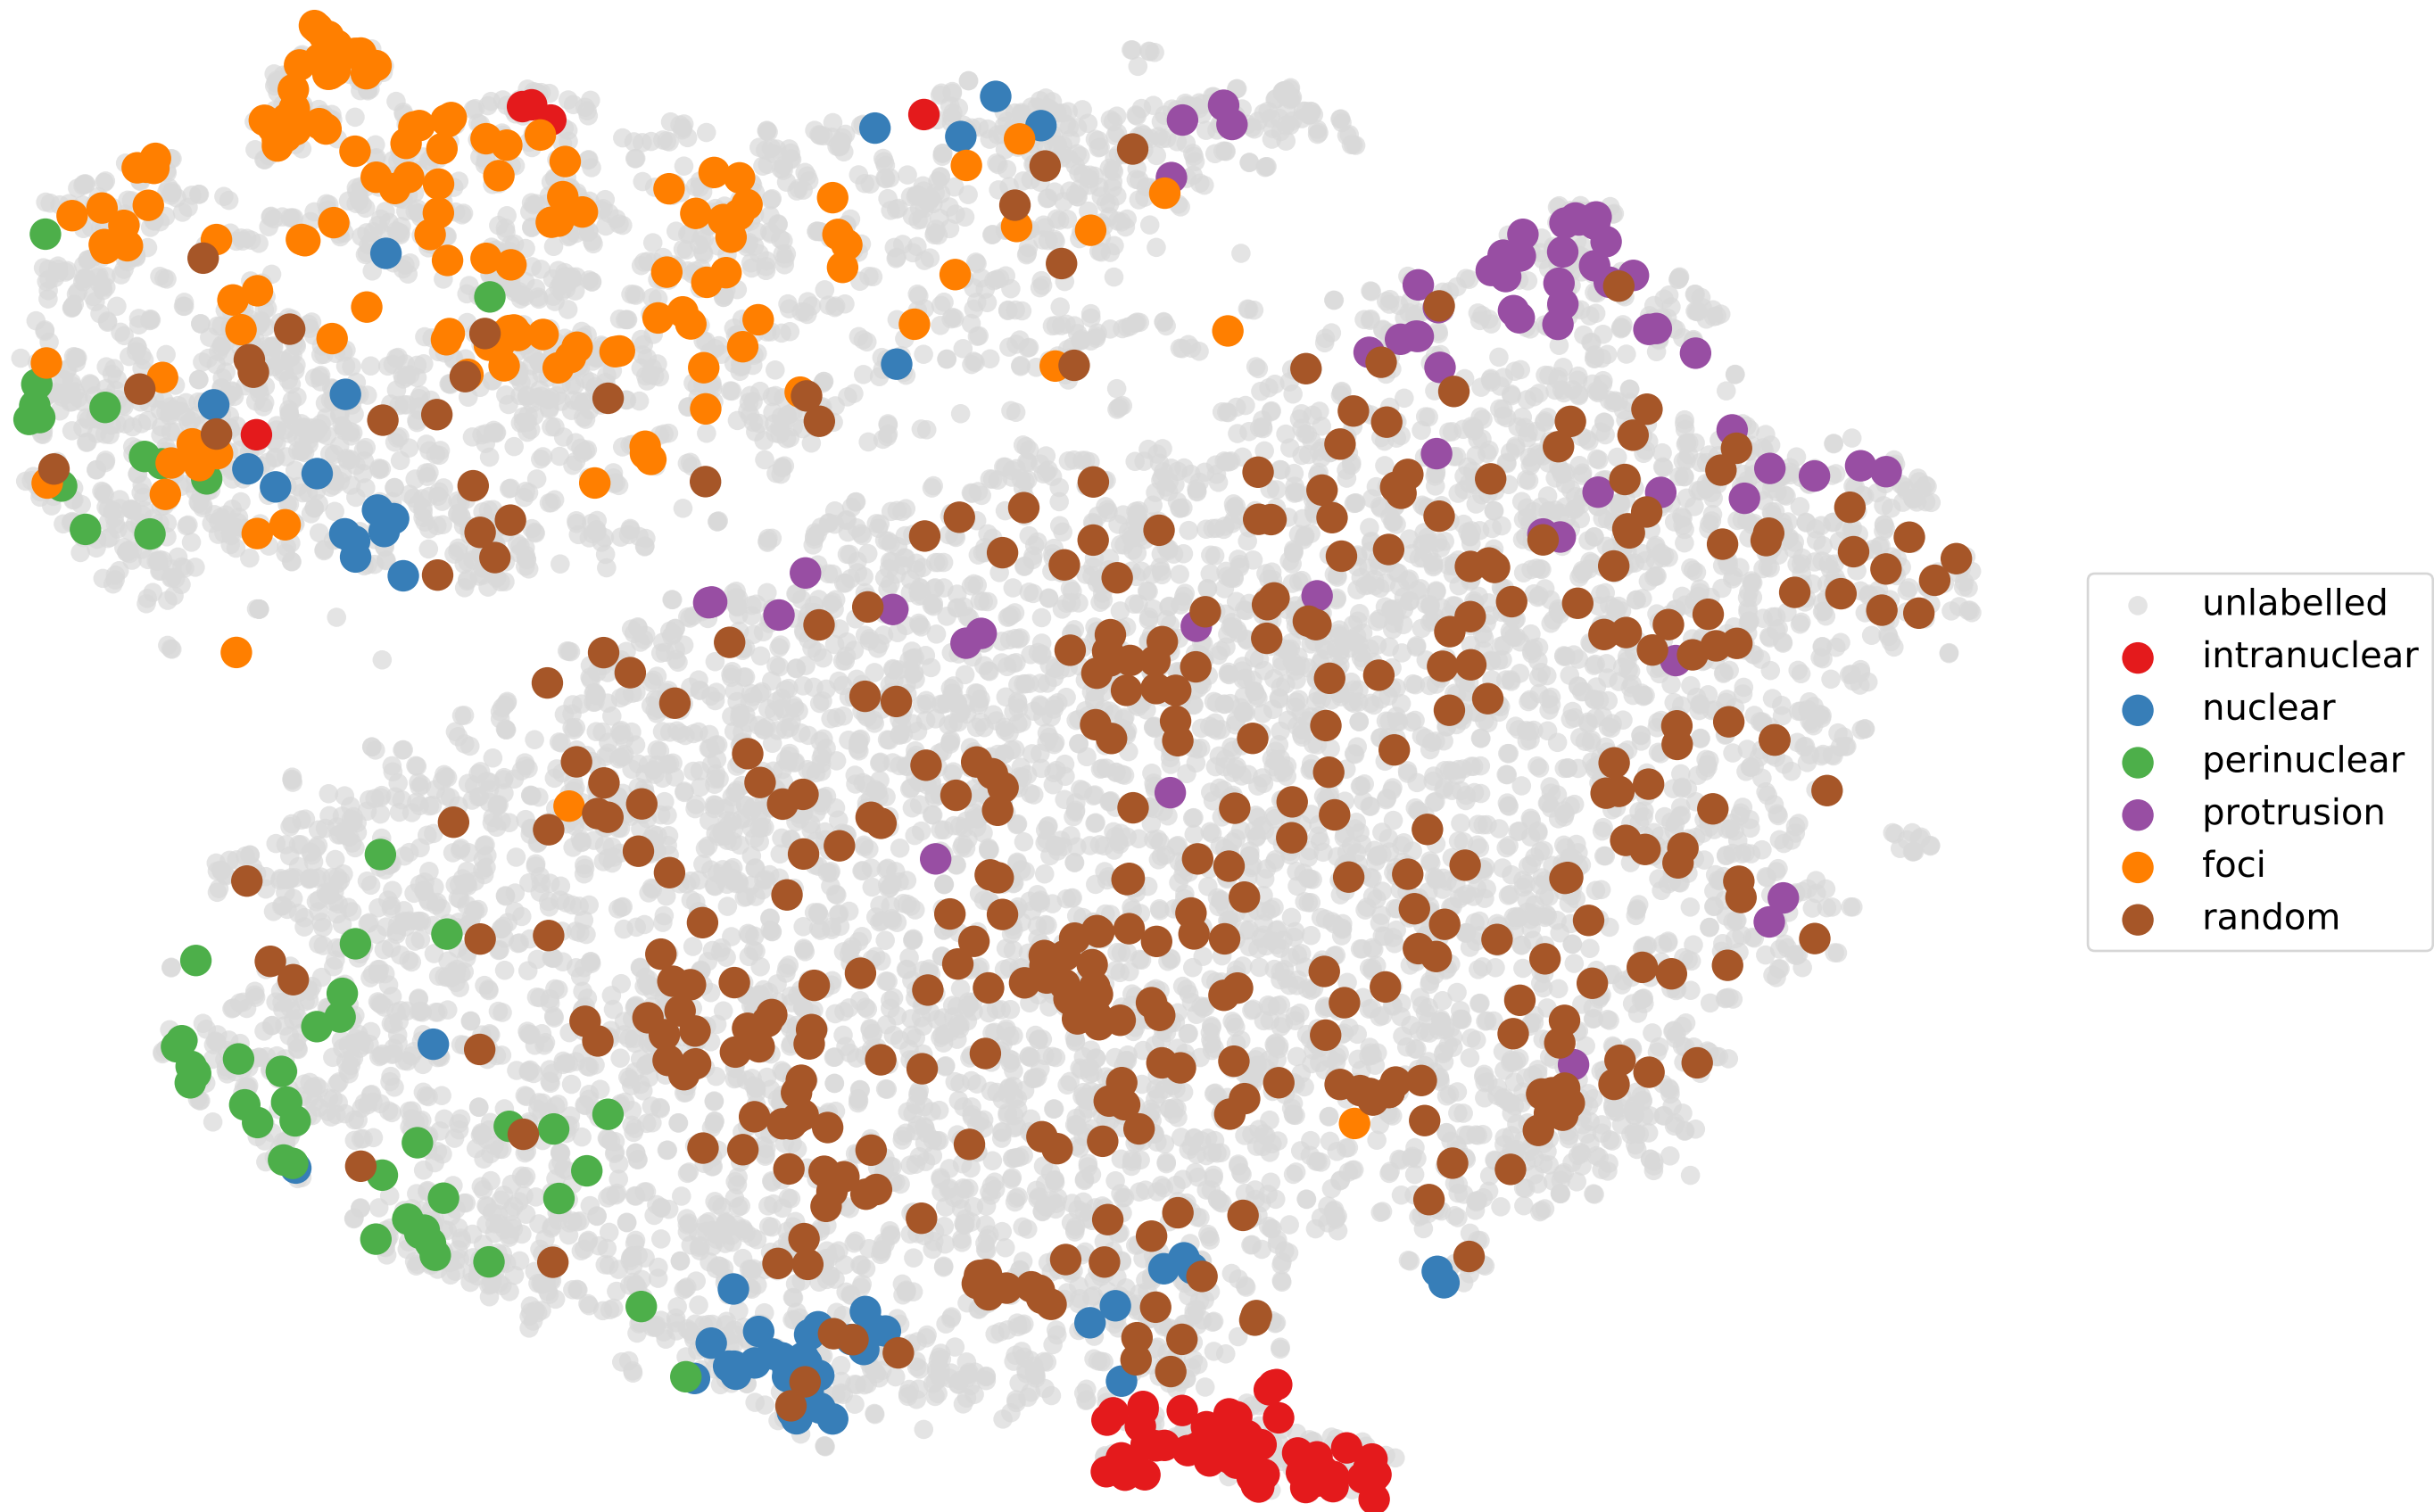 unlabelled
intranuclear
nuclear
perinuclear
protrusion
foci
random